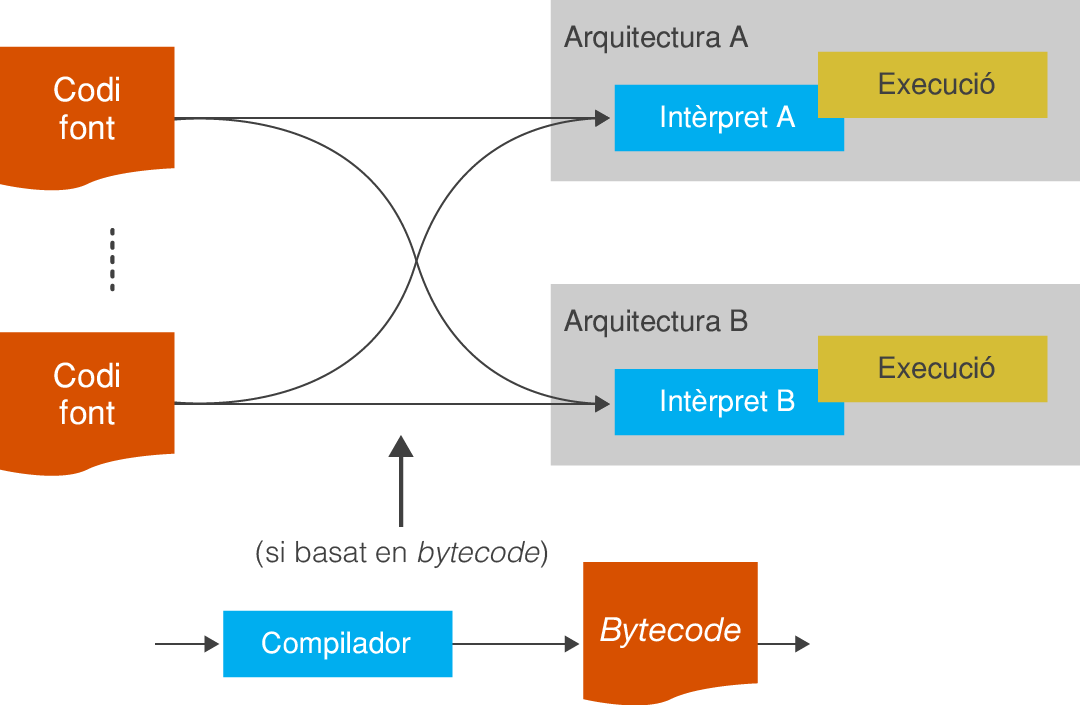 Arquitectura A
Codi
font
Intèrpret A
Execució
Arquitectura B
Codi
font
Intèrpret B
Execució
(si basat en bytecode)
Compilador
Bytecode